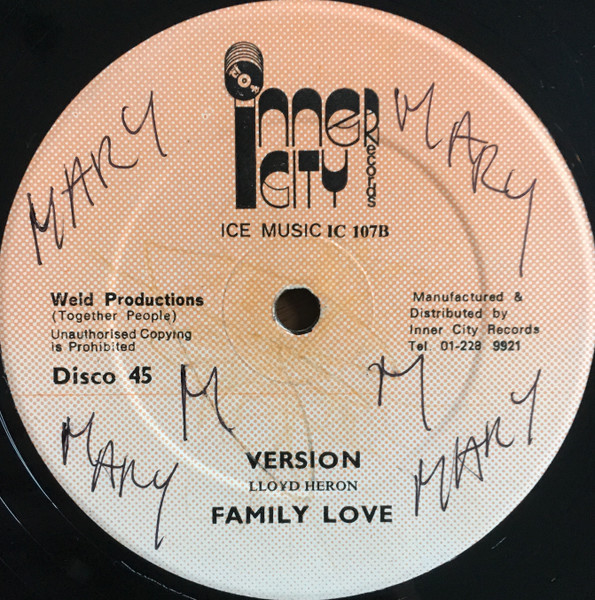 inner
CITY
Records
MARY
MARY
ICE MUSIC IC 107B
Weld Productions
(Together People)
Unauthorised Copying
is Prohibited
Disco 45
Manufactured &
Distributed by
Inner City Records
Tel. 01-228 9921
M
M
MARY
MARY
VERSION
LLOYD HERON
FAMILY LOVE